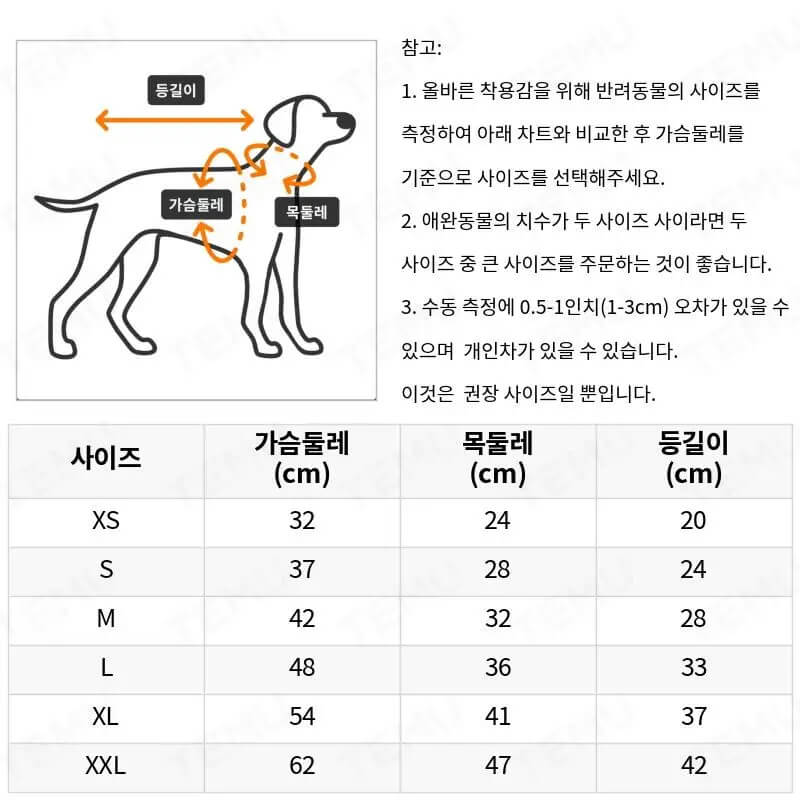 등길이
가슴둘레
목둘레
참고:
1. 올바른 착용감을 위해 반려동물의 사이즈를
측정하여 아래 차트와 비교한 후 가슴둘레를
기준으로 사이즈를 선택해주세요.
2. 애완동물의 치수가 두 사이즈 사이라면 두
사이즈 중 큰 사이즈를 주문하는 것이 좋습니다.
3. 수동 측정에 0.5-1인치(1-3cm) 오차가 있을 수
있으며 개인차가 있을 수 있습니다.
이것은 권장 사이즈일 뿐입니다.
사이즈 가슴둘레 (cm) 목둘레 (cm) 등길이 (cm)
XS 32 24 20
S 37 28 24
M 42 32 28
L 48 36 33
XL 54 41 37
XXL 62 47 42
TEMU